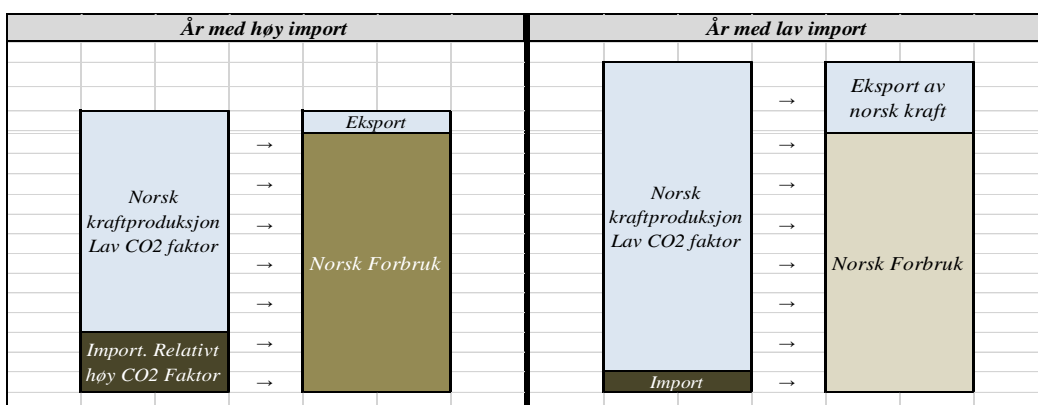 År med høy import
Eksport
→
→
Norsk
kraftproduksjon
Lav CO2 faktor
→
→
Norsk Forbruk
→
Import. Relativt
høy CO2 Faktor
→
→
År med lav import
→
Eksport av
norsk kraft
→
→
Norsk
kraftproduksjon
Lav CO2 faktor
→
→
Norsk Forbruk
→
→
Import
→